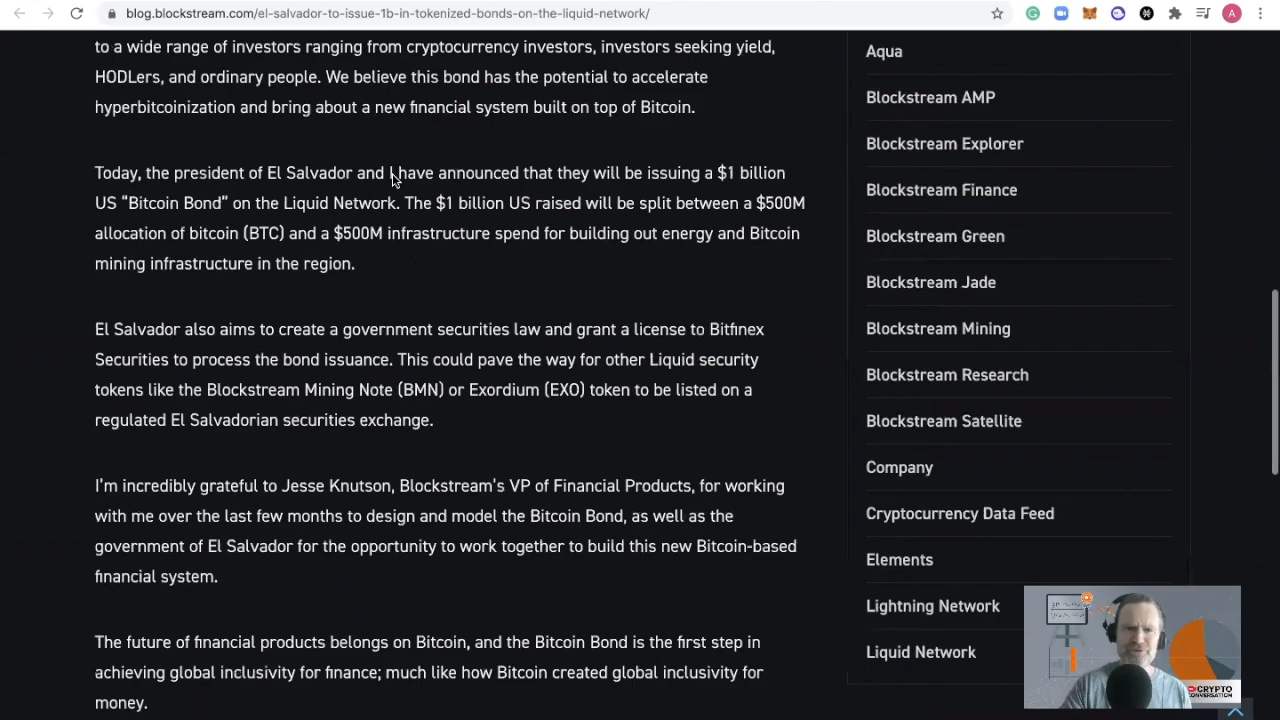 blog.blockstream.com/el-salvador-to-issue-1b-in-tokenized-bonds-on-the-liquid-network/
A
to a wide range of investors ranging from cryptocurrency investors, investors seeking yield,
HODLers, and ordinary people. We believe this bond has the potential to accelerate
hyperbitcoinization and bring about a new financial system built on top of Bitcoin.
Today, the president of El Salvador and I have announced that they will be issuing a $1 billion
US “Bitcoin Bond” on the Liquid Network. The $1 billion US raised will be split between a $500M
allocation of bitcoin (BTC) and a $500M infrastructure spend for building out energy and Bitcoin
mining infrastructure in the region.
El Salvador also aims to create a government securities law and grant a license to Bitfinex
Securities to process the bond issuance. This could pave the way for other Liquid security
tokens like the Blockstream Mining Note (BMN) or Exordium (EXO) token to be listed on a
regulated El Salvadorian securities exchange.
I’m incredibly grateful to Jesse Knutson, Blockstream’s VP of Financial Products, for working
with me over the last few months to design and model the Bitcoin Bond, as well as the
government of El Salvador for the opportunity to work together to build this new Bitcoin-based
financial system.
The future of financial products belongs on Bitcoin, and the Bitcoin Bond is the first step in
achieving global inclusivity for finance; much like how Bitcoin created global inclusivity for
money.
Aqua
Blockstream AMP
Blockstream Explorer
Blockstream Finance
Blockstream Green
Blockstream Jade
Blockstream Mining
Blockstream Research
Blockstream Satellite
Company
Cryptocurrency Data Feed
Elements
Lightning Network
Liquid Network
CRYPTO
CONVERSATION